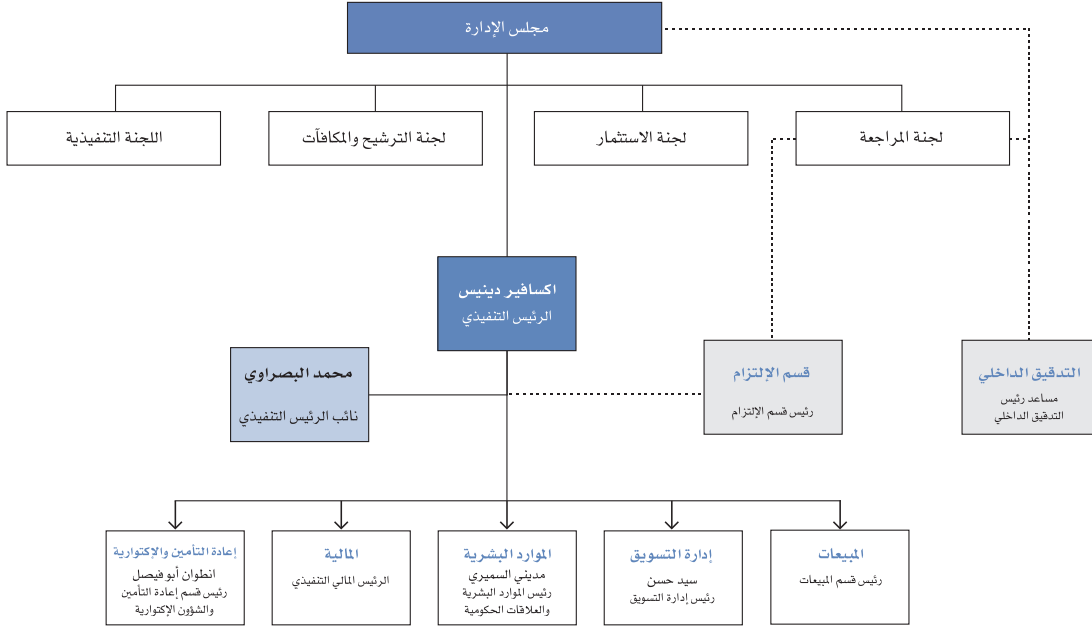 مجلس الإدارة
لجنة المراجعة
لجنة الاستثمار
لجنة الترشيح والمكافآت
اللجنة التنفيذية
اكسافير دينيس
الرئيس التنفيذي
التدقيق الداخلي
مساعد رئيس
التدقيق الداخلي
قسم الإلتزام
رئيس قسم الإلتزام
محمد البصراوي
نائب الرئيس التنفيذي
المبيعات
رئيس قسم المبيعات
إدارة التسويق
سيد حسن
رئيس إدارة التسويق
الموارد البشرية
مديني السميري
رئيس الموارد البشرية
والعلاقات الحكومية
المالية
الرئيس المالي التنفيذي
إعادة التأمين والإكتوارية
انطوان أبو فيصل
رئيس قسم إعادة التأمين
والشؤون الإكتوارية